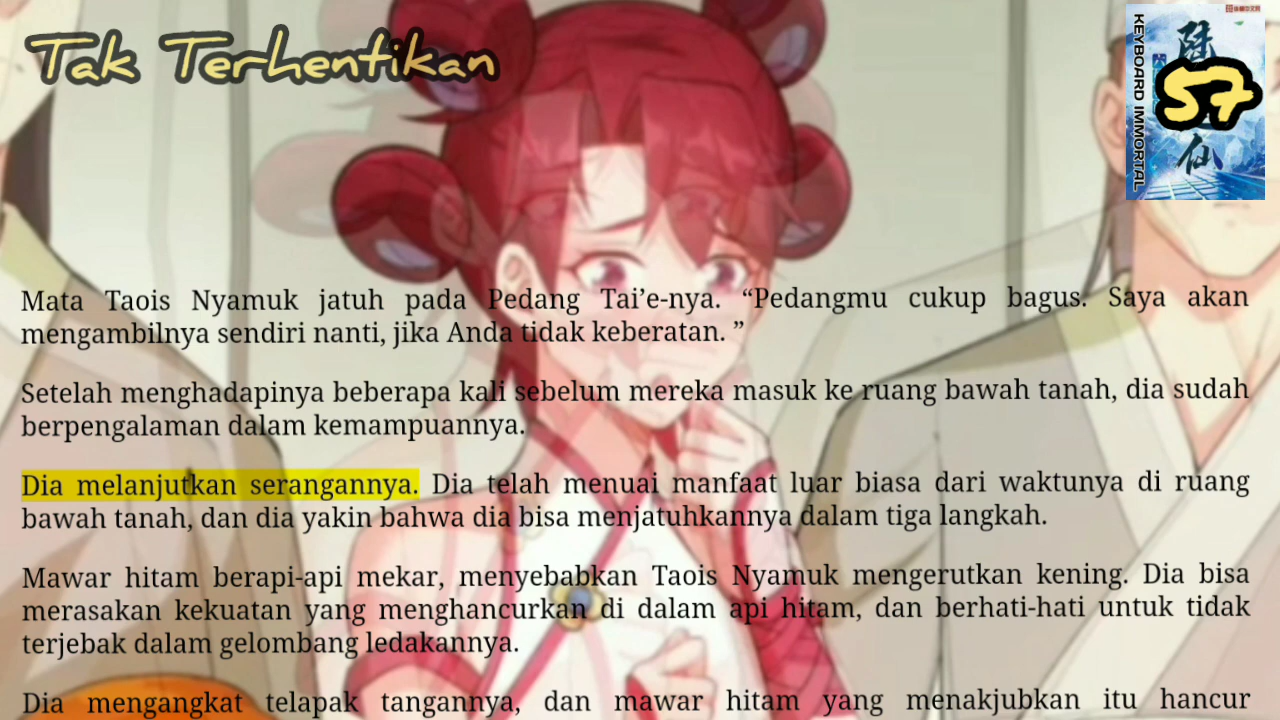 Tak Terhentikan
KEYBOARD IMMORTAL
57
仙
Mata Taois Nyamuk jatuh pada Pedang Tai’e-nya. “Pedangmu cukup bagus. Saya akan
mengambilnya sendiri nanti, jika Anda tidak keberatan. ”
Setelah menghadapinya beberapa kali sebelum mereka masuk ke ruang bawah tanah, dia sudah
berpengalaman dalam kemampuannya.
Dia melanjutkan serangannya. Dia telah menuai manfaat luar biasa dari waktunya di ruang
bawah tanah, dan dia yakin bahwa dia bisa menjatuhkannya dalam tiga langkah.
Mawar hitam berapi-api mekar, menyebabkan Taois Nyamuk mengerutkan kening. Dia bisa
merasakan kekuatan yang menghancurkan di dalam api hitam, dan berhati-hati untuk tidak
terjebak dalam gelombang ledakannya.
Dia mengangkat telapak tangannya, dan mawar hitam yang menakjubkan itu hancur